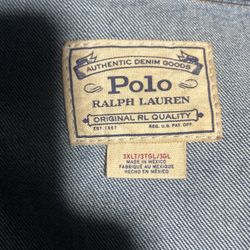 AUTHENTIC DENIM GOODS
Polo
RALPH LAUREN
ORIGINAL RL QUALITY
EST. 1967 REG. U.S. PAT. OFF.
3XLT/3TGL/3GL
MADE IN MEXICO
FABRIQUÉ AU MEXIQUE
HECHO EN MÉXICO